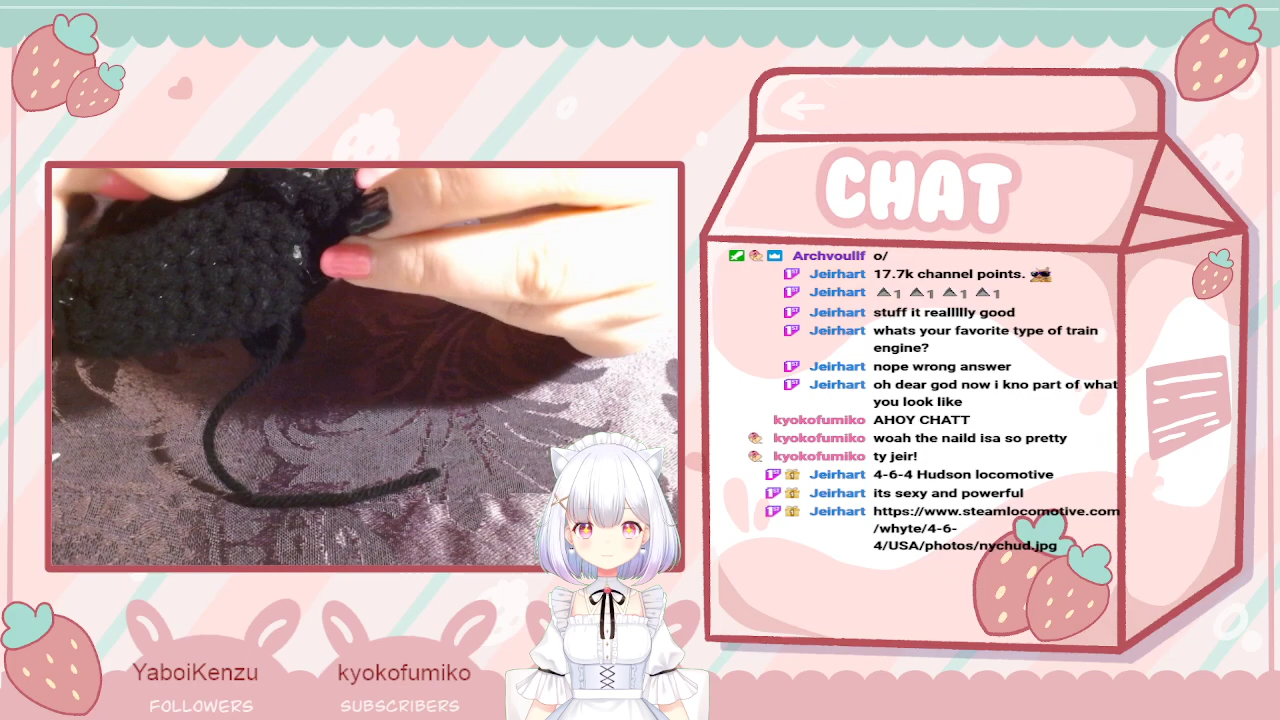 CHAT
Archvoullf o/
Jeirhart 17.7k channel points.
Jeirhart 1 1 1 1
Jeirhart stuff it realllllly good
Jeirhart whats your favorite type of train
engine?
Jeirhart nope wrong answer
Jeirhart oh dear god now i kno part of what
you look like
kyokofumiko AHOY CHATT
kyokofumiko woah the naild isa so pretty
kyokofumiko ty jeir!
Jeirhart 4-6-4 Hudson locomotive
Jeirhart its sexy and powerful
Jeirhart https://www.steamlocomotive.com
/whyte/4-6-
4/USA/photos/nychud.jpg
YaboiKenzu kyokofumiko
FOLLOWERS SUBSCRIBERS